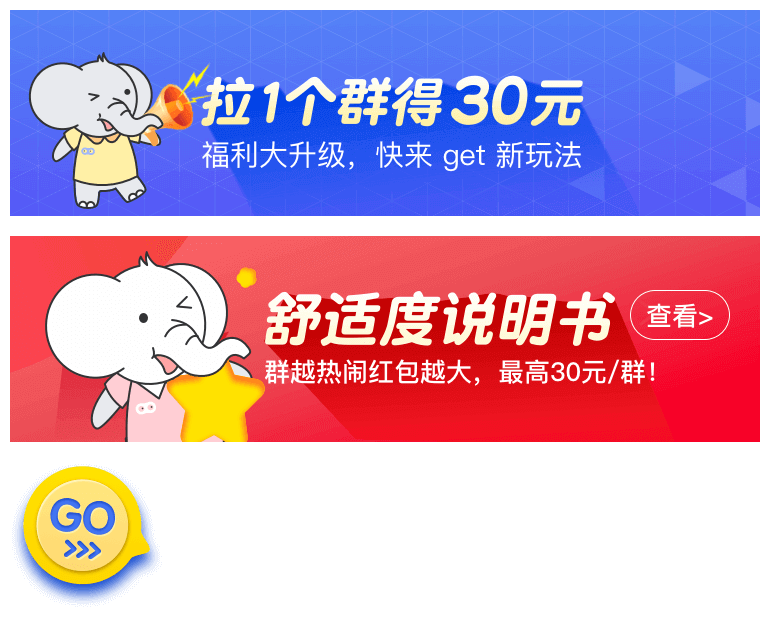 拉1个群得30元
福利大升级，快来 get 新玩法
舒适度说明书
查看>
群越热闹红包越大，最高30元/群！
GO
>>>